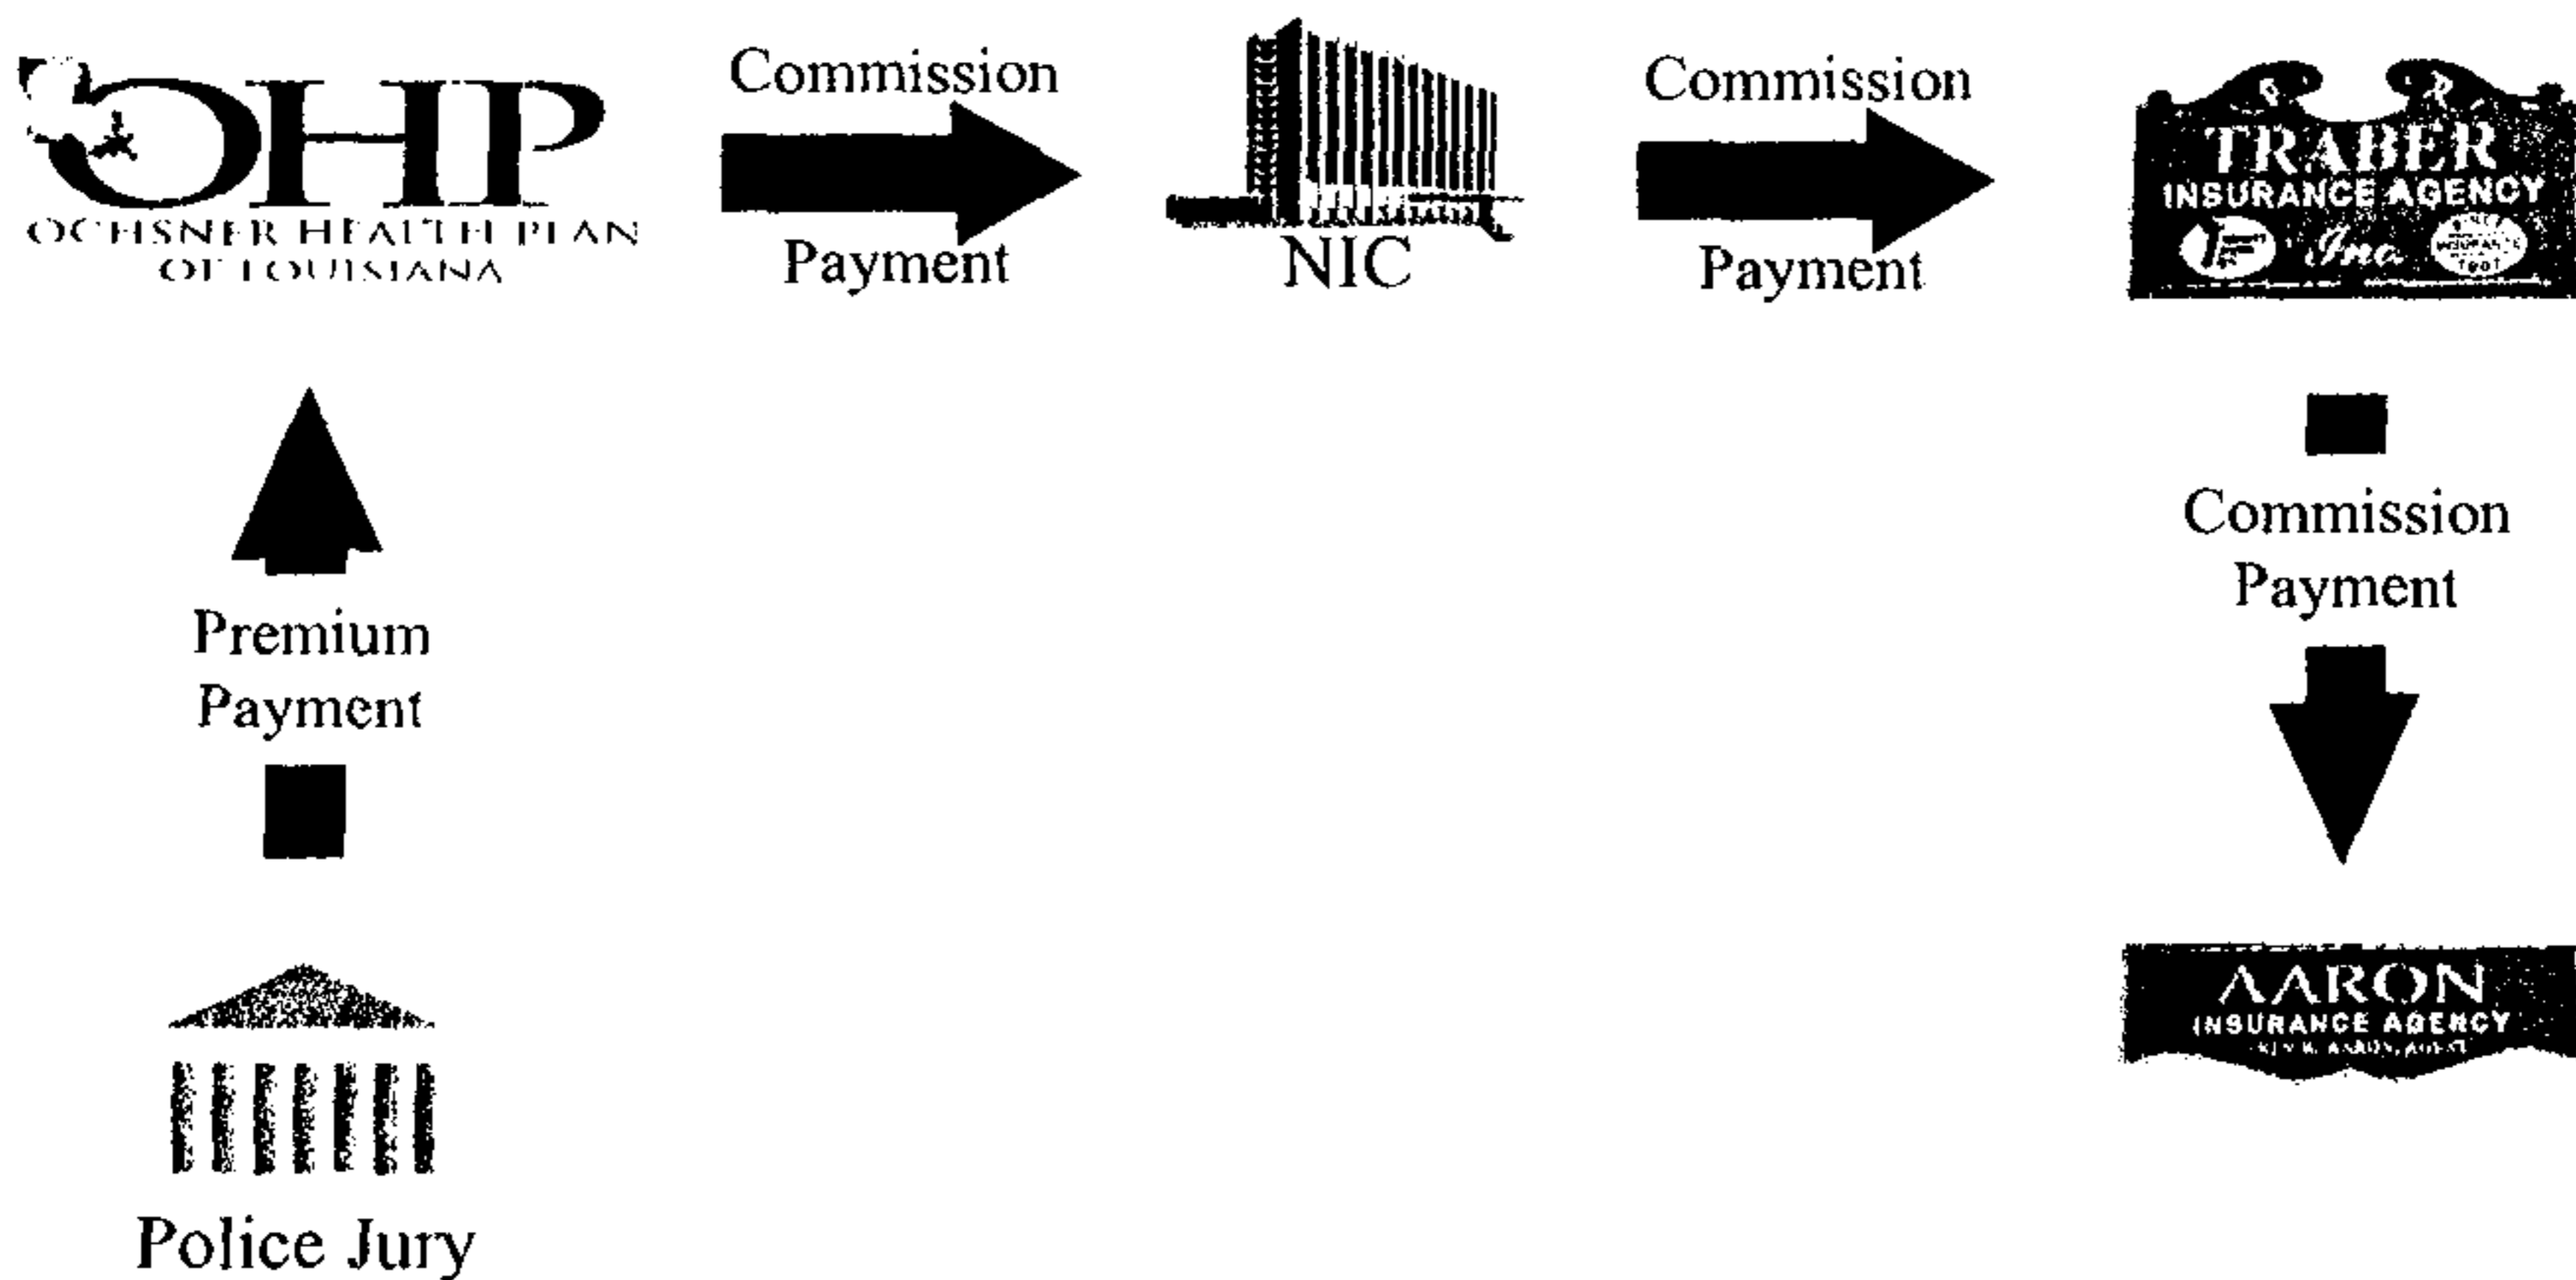 OHP
OCHSNER HEALTH PLAN
OF LOUISIANA
Commission
Payment
NIC
Commission
Payment
TRABER
INSURANCE AGENCY
Inc.
Premium
Payment
Commission
Payment
Police Jury
AARON
INSURANCE AGENCY